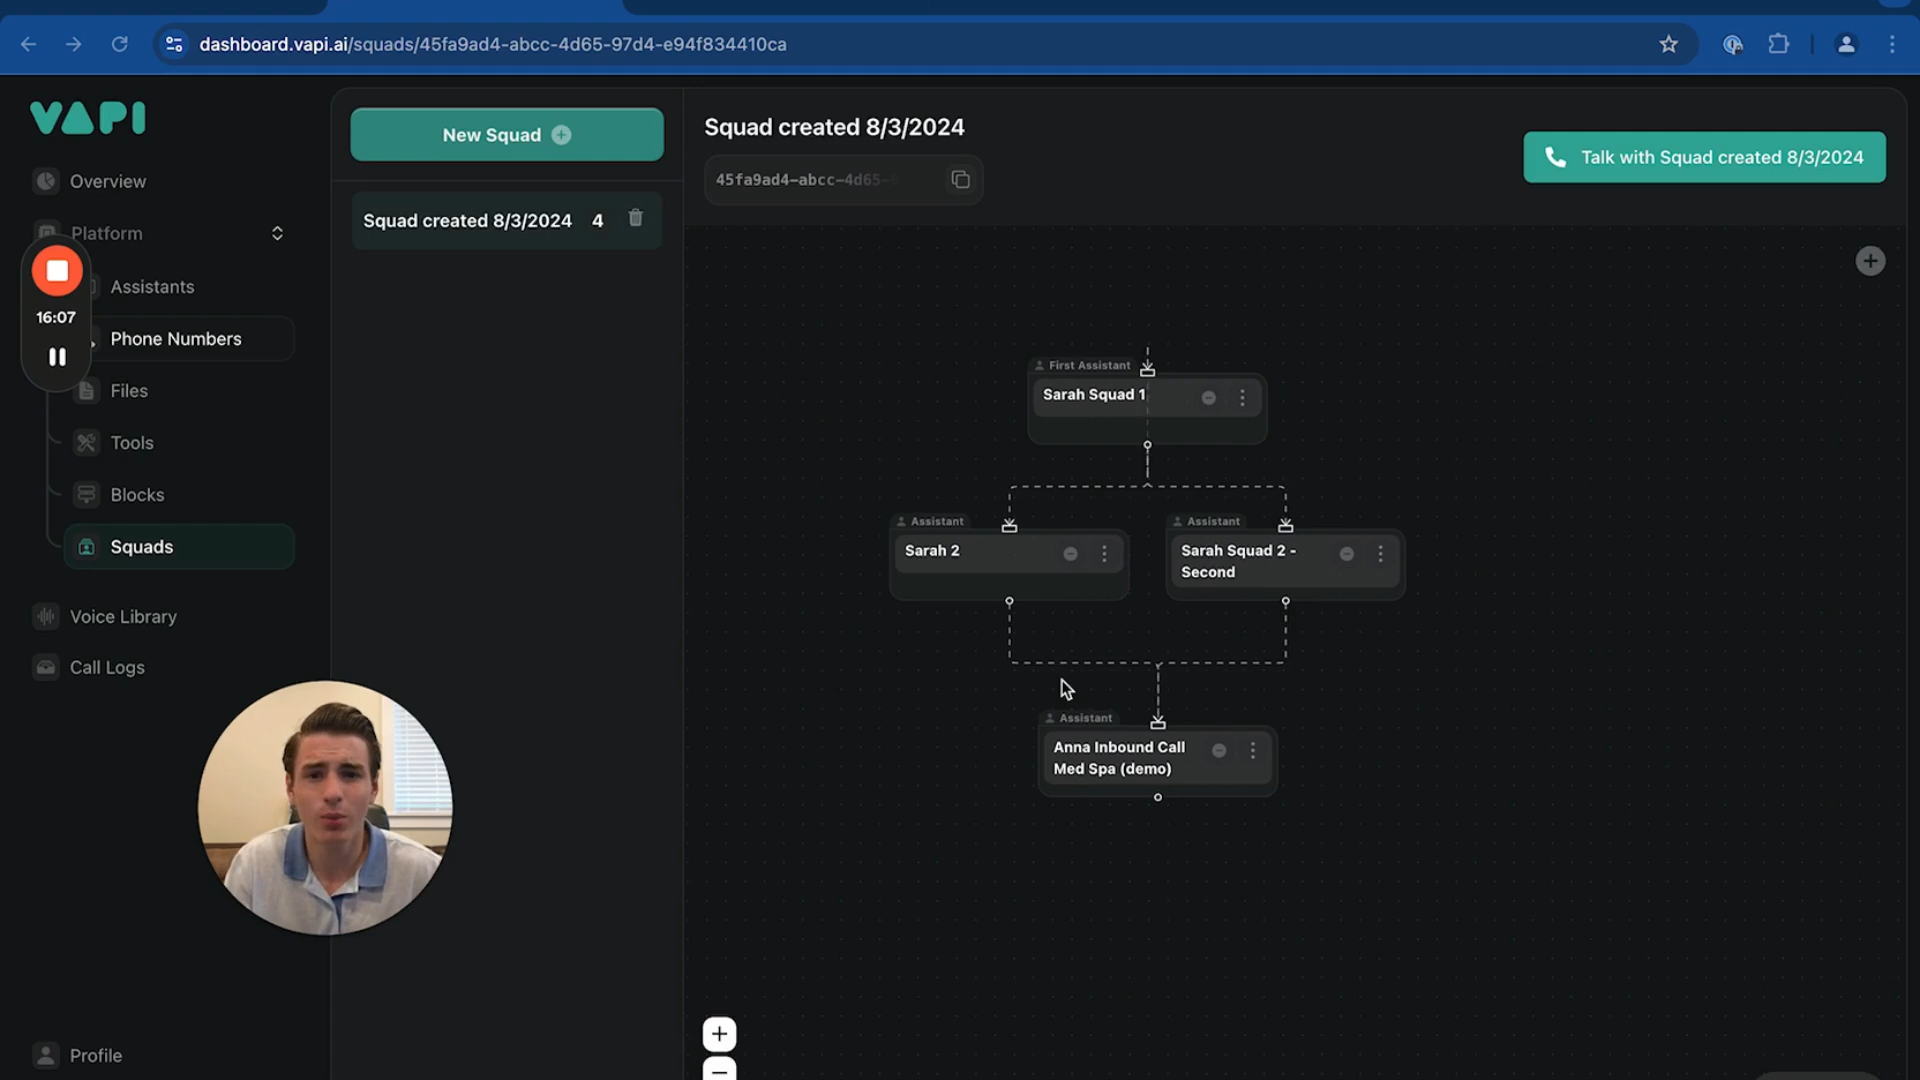 dashboard.vapi.ai/squads/45fa9ad4-abcc-4d65-97d4-e94f834410ca
VAPI
Overview
Platform
16:07
Assistants
Phone Numbers
Files
Tools
Blocks
Squads
Voice Library
Call Logs
Profile
New Squad
Squad created 8/3/2024 4
Squad created 8/3/2024
45fa9ad4-abcc-4d65-
Talk with Squad created 8/3/2024
First Assistant
Sarah Squad 1
Assistant
Sarah 2
Assistant
Sarah Squad 2 -
Second
Assistant
Anna Inbound Call
Med Spa (demo)